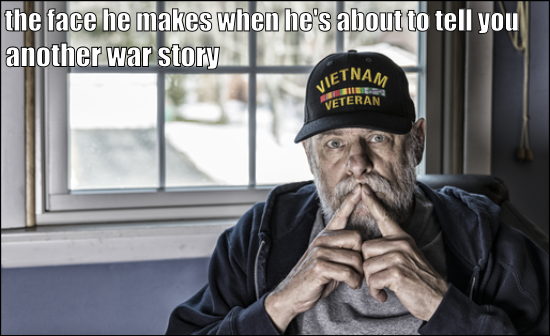 the face he makes when he's about to tell you
another war story
VIETNAM
VETERAN